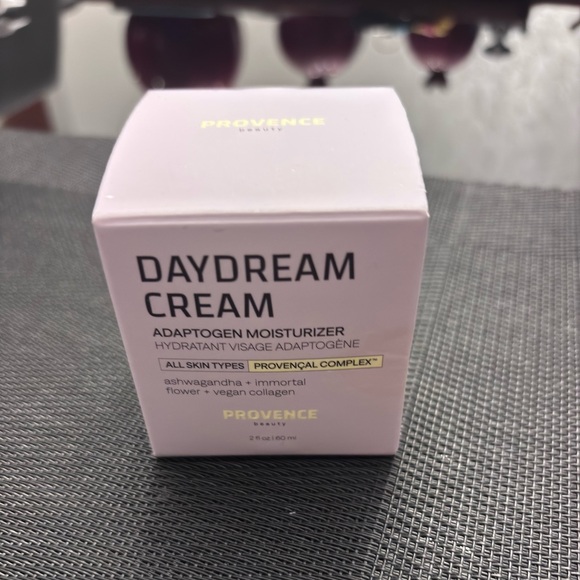 PROVENCE
beauty
DAYDREAM
CREAM
ADAPTOGEN MOISTURIZER
HYDRATANT VISAGE ADAPTOGÈNE
ALL SKIN TYPES PROVENÇAL COMPLEX™
ashwagandha + immortal
flower + vegan collagen
PROVENCE
beauty
2 fl oz | 60 ml